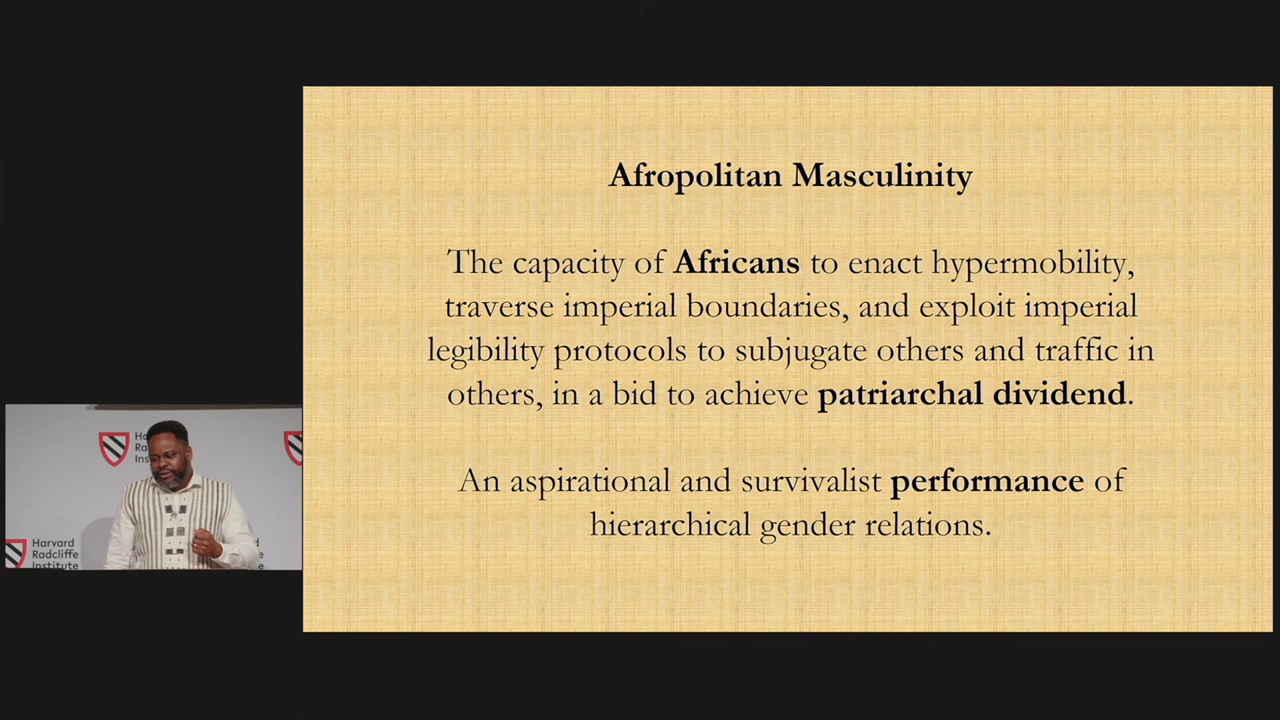 Afropolitan Masculinity
The capacity of Africans to enact hypermobility,
traverse imperial boundaries, and exploit imperial
legibility protocols to subjugate others and traffic in
others, in a bid to achieve patriarchal dividend.
An aspirational and survivalist performance of
hierarchical gender relations.
Harvard
Radcliffe
Institute